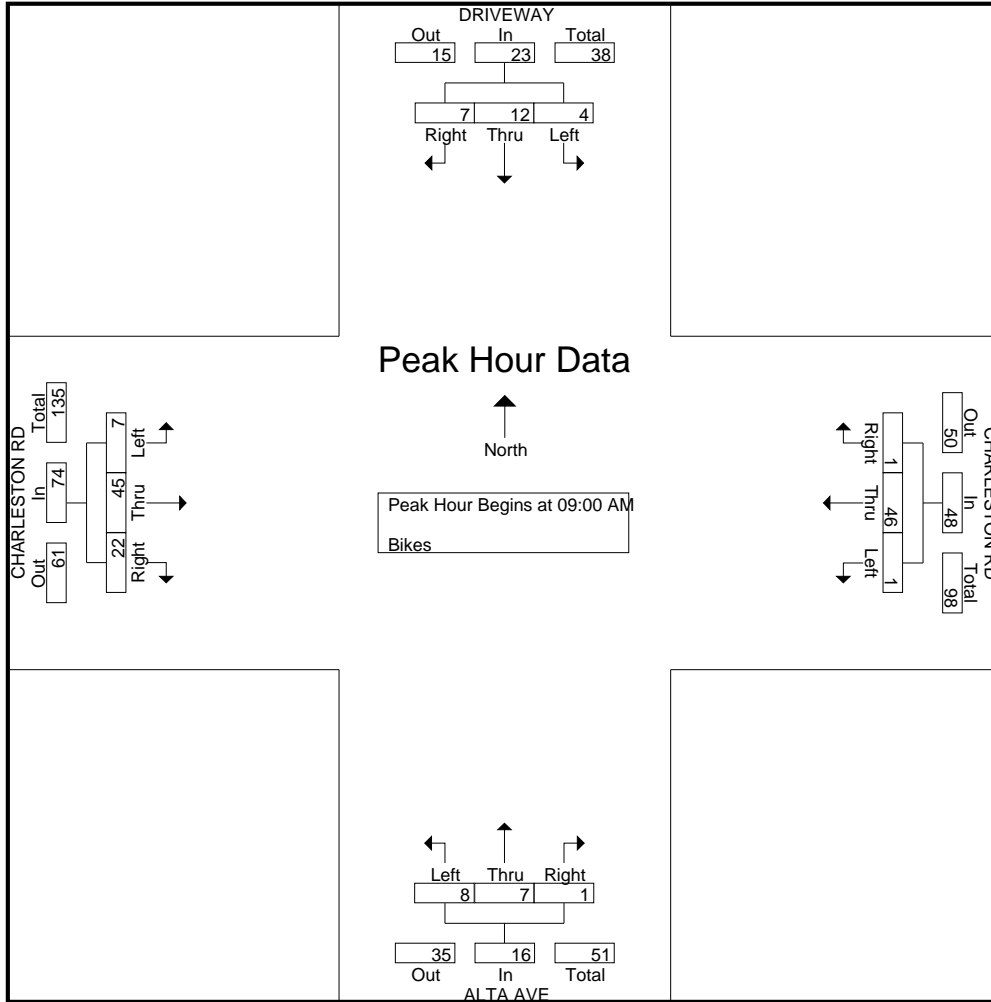 DRIVEWAY
Out In Total
15 23 38
7 12 4
Right Thru Left
Peak Hour Data
North
Peak Hour Begins at 09:00 AM
Bikes
CHARLESTON RD
Out In Total
61 74 135
7 45 22
Left Thru Right
CHARLESTON RD
Out In Total
50 48 98
1 46 1
Right Thru Left
Left Thru Right
8 7 1
35 16 51
Out In Total
ALTA AVE